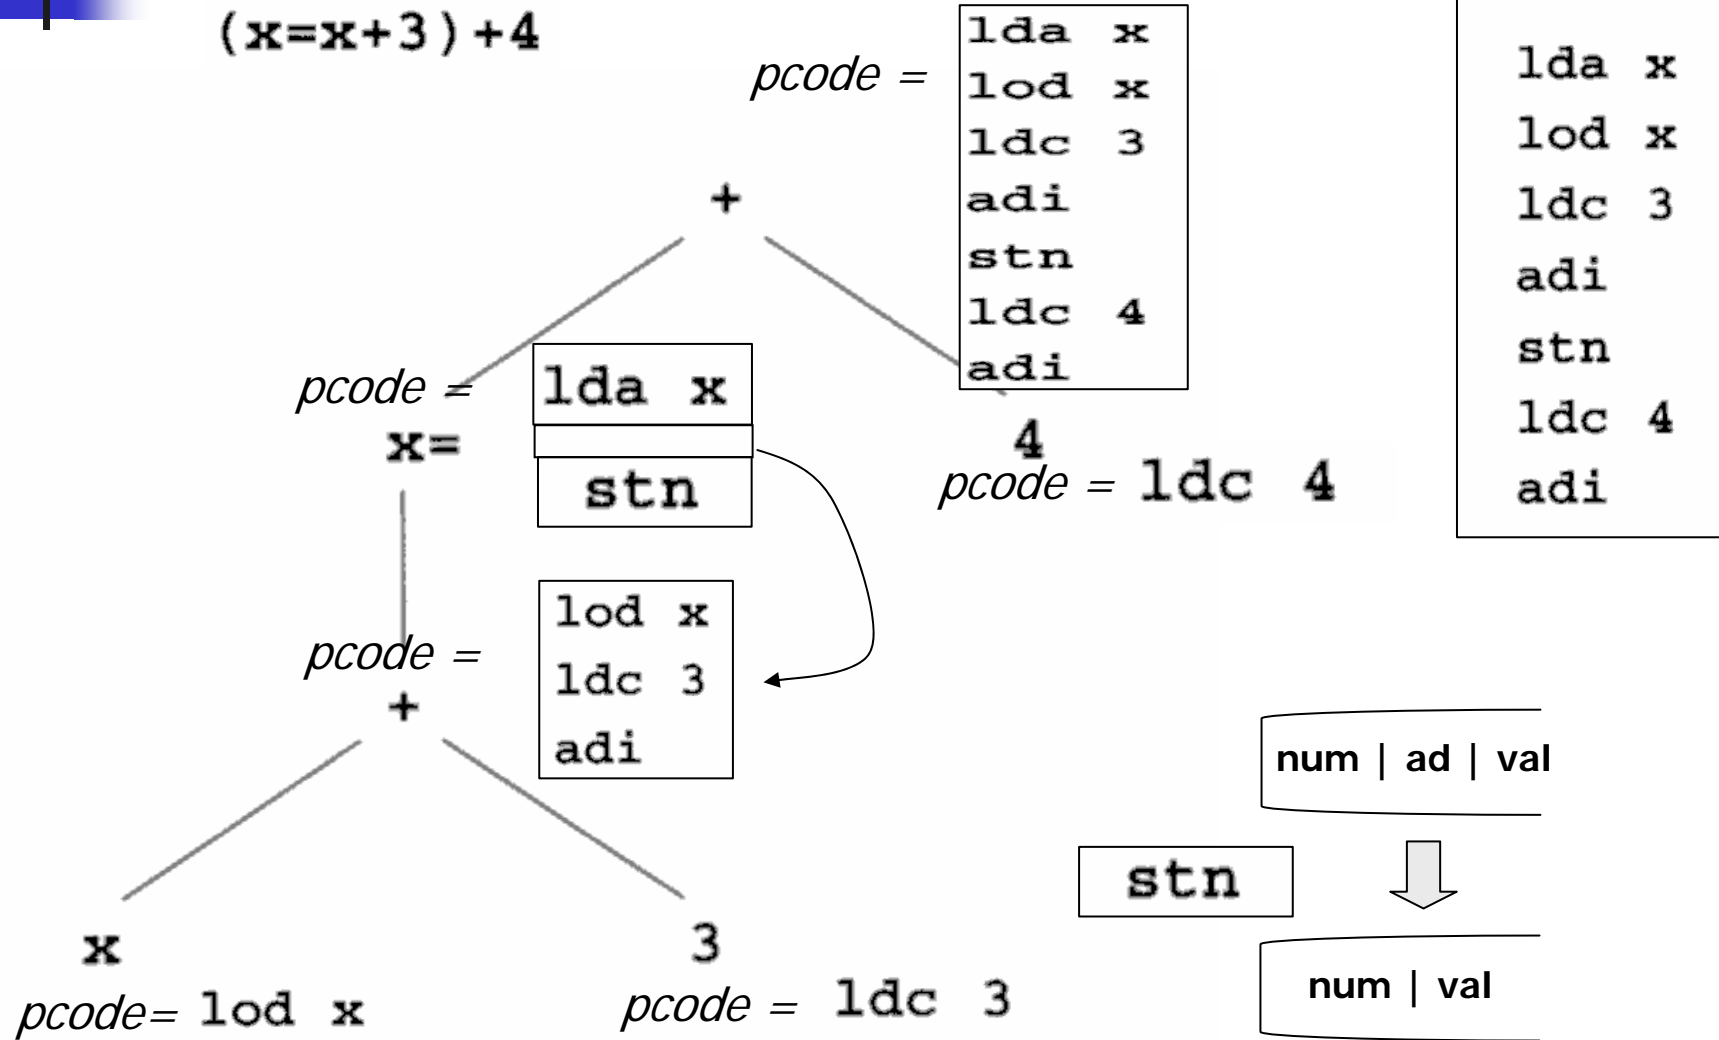 (x=x+3)+4
pcode =
lda x
lod x
ldc 3
adi
stn
ldc 4
adi
lda x
lod x
ldc 3
adi
stn
ldc 4
adi
+
pcode =
x=
lda x
stn
4
pcode = ldc 4
pcode =
+
lod x
ldc 3
adi
x
pcode= lod x
3
pcode = ldc 3
num | ad | val
stn
num | val